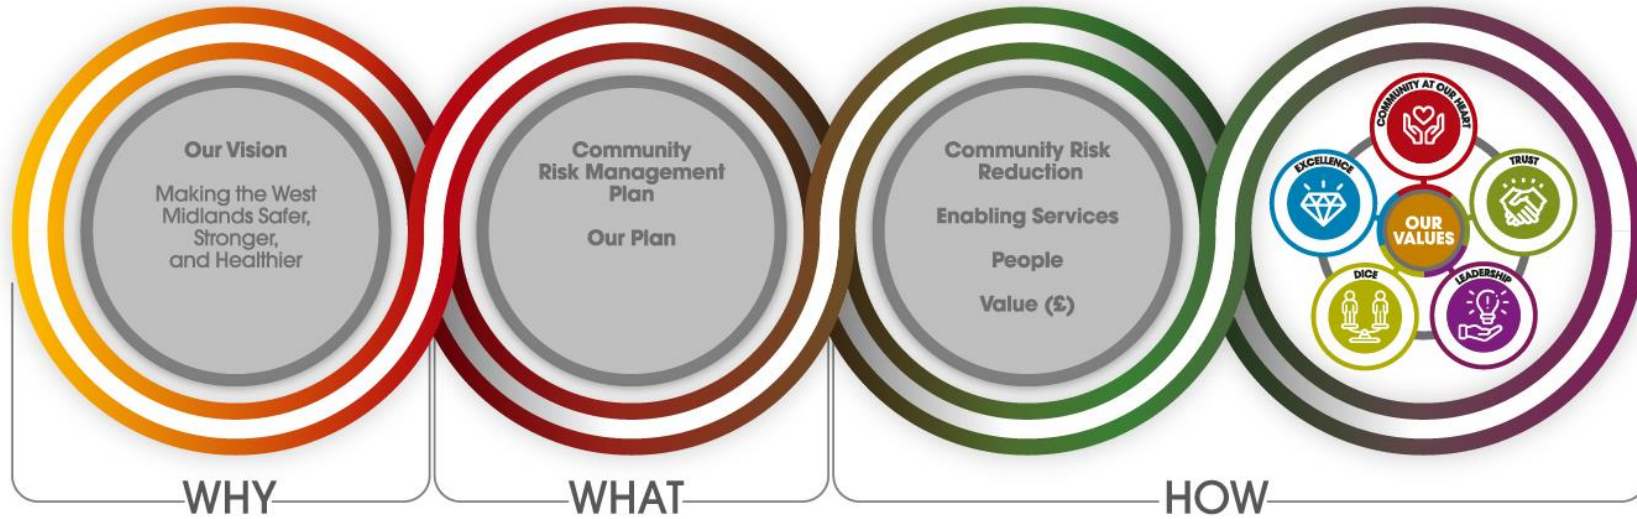 Our Vision
Making the West
Midlands Safer,
Stronger,
and Healthier
Community
Risk Management
Plan
Our Plan
Community Risk
Reduction
Enabling Services
People
Value (£)
COMMUNITY AT OUR HEART
EXCELLENCE
TRUST
OUR
VALUES
DICE
LEADERSHIP
WHY
WHAT
HOW